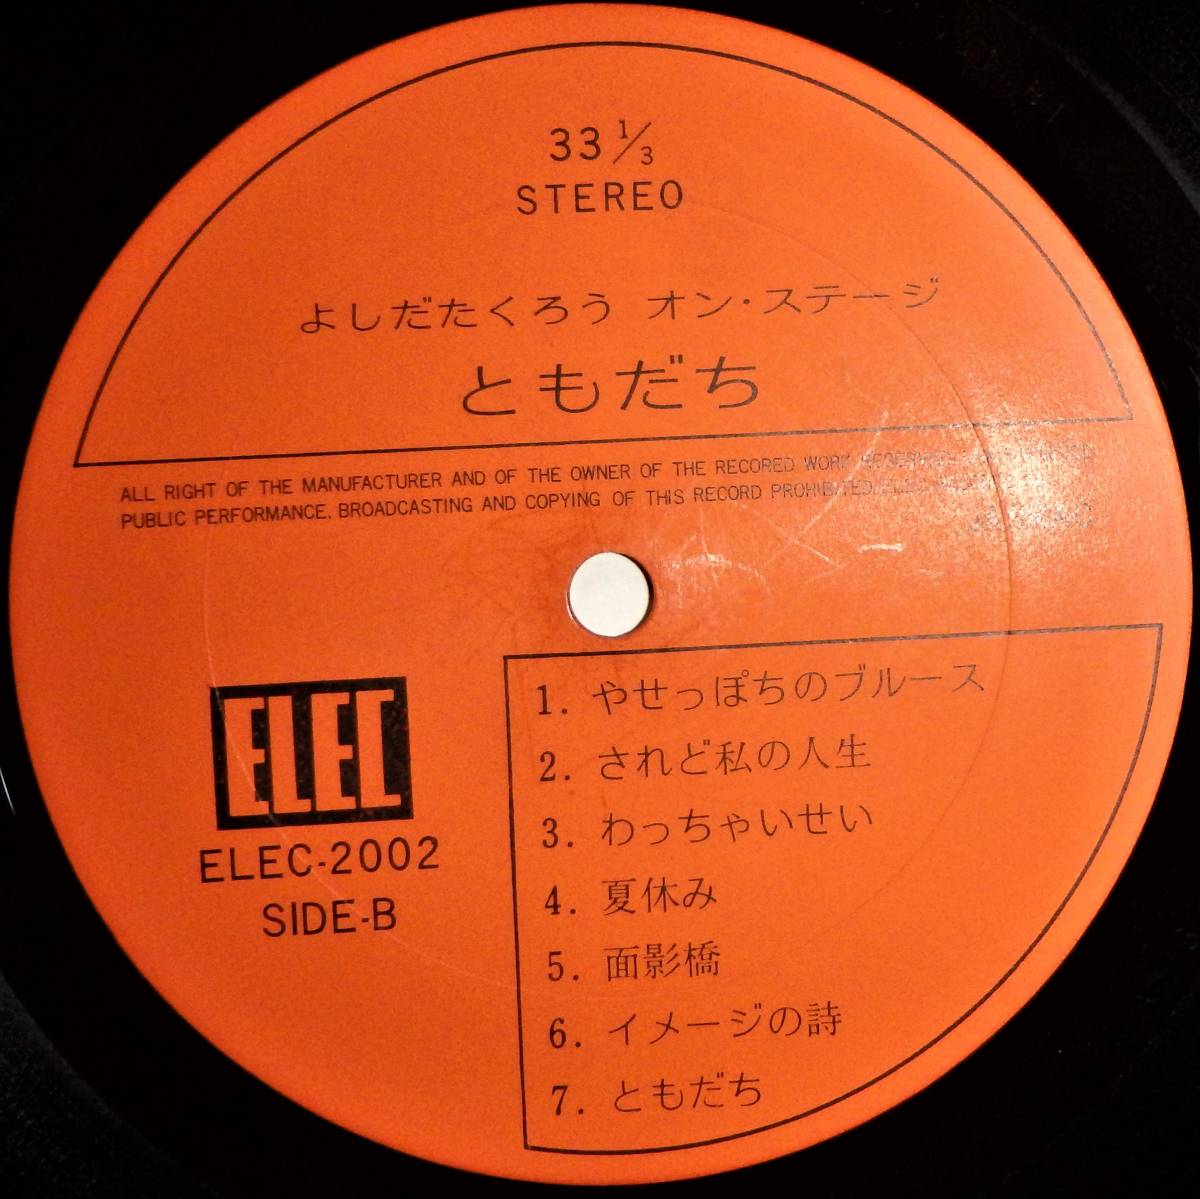 33 1/3
STEREO
よしだたくろう オン・ステージ
ともだち
ALL RIGHT OF THE MANUFACTURER AND OF THE OWNER OF THE RECORED WORK
PUBLIC PERFORMANCE. BROADCASTING AND COPYING OF THIS RECORD PROHIBITED
ELEC
ELEC-2002
SIDE-B
1. やせっぽちのブルース
2. されど私の人生
3. わっちゃいせい
4. 夏休み
5. 面影橋
6. イメージの詩
7. ともだち